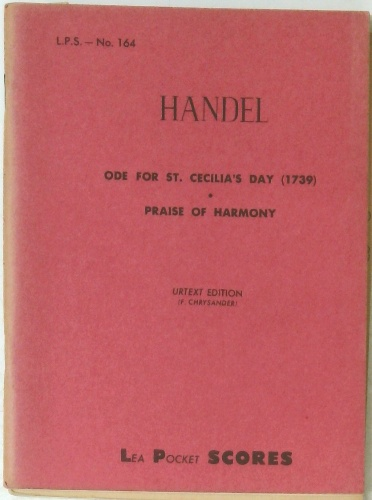 L.P.S. – No. 164
HANDEL
ODE FOR ST. CECILIA'S DAY (1739)
•
PRAISE OF HARMONY
URTEXT EDITION
(F. CHRYSANDER)
LEA POCKET SCORES